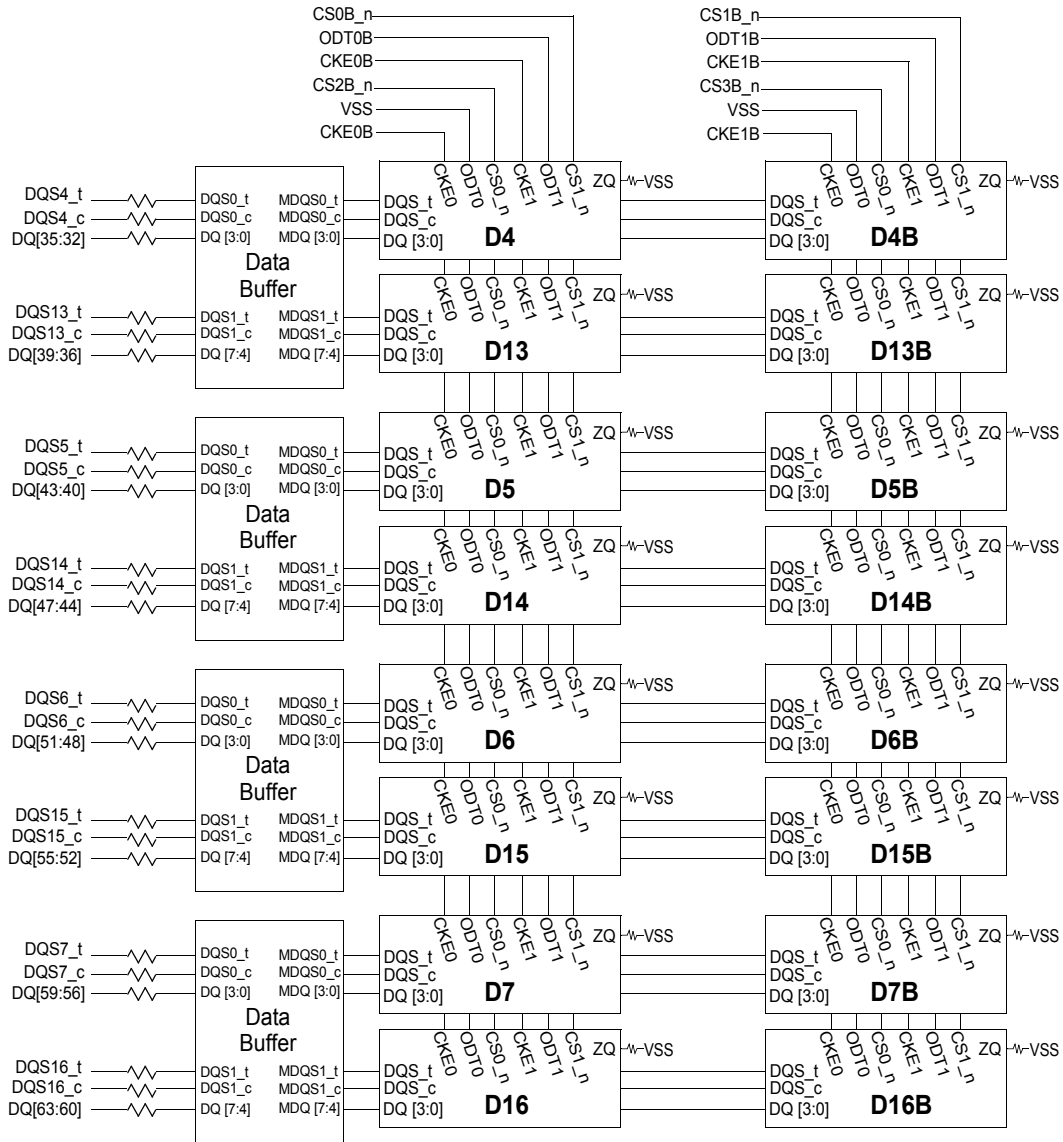 CS0B_n
ODT0B
CKE0B
CS2B_n
VSS
CKE0B
CS1B_n
ODT1B
CKE1B
CS3B_n
VSS
CKE1B
DQS4_t
DQS4_c
DQ[35:32]
DQS0_t MDQS0_t
DQS0_c MDQS0_c
DQ [3:0] MDQ [3:0]
Data
Buffer
CKE0 ODT0 CS0_n CKE1 ODT1 CS1_n ZQ VSS
DQS_t
DQS_c
DQ [3:0]
D4
CKE0 ODT0 CS0_n CKE1 ODT1 CS1_n ZQ VSS
DQS_t
DQS_c
DQ [3:0]
D4B
DQS13_t
DQS13_c
DQ[39:36]
DQS1_t MDQS1_t
DQS1_c MDQS1_c
DQ [7:4] MDQ [7:4]
CKE0 ODT0 CS0_n CKE1 ODT1 CS1_n ZQ VSS
DQS_t
DQS_c
DQ [3:0]
D13
CKE0 ODT0 CS0_n CKE1 ODT1 CS1_n ZQ VSS
DQS_t
DQS_c
DQ [3:0]
D13B
DQS5_t
DQS5_c
DQ[43:40]
DQS0_t MDQS0_t
DQS0_c MDQS0_c
DQ [3:0] MDQ [3:0]
Data
Buffer
CKE0 ODT0 CS0_n CKE1 ODT1 CS1_n ZQ VSS
DQS_t
DQS_c
DQ [3:0]
D5
CKE0 ODT0 CS0_n CKE1 ODT1 CS1_n ZQ VSS
DQS_t
DQS_c
DQ [3:0]
D5B
DQS14_t
DQS14_c
DQ[47:44]
DQS1_t MDQS1_t
DQS1_c MDQS1_c
DQ [7:4] MDQ [7:4]
CKE0 ODT0 CS0_n CKE1 ODT1 CS1_n ZQ VSS
DQS_t
DQS_c
DQ [3:0]
D14
CKE0 ODT0 CS0_n CKE1 ODT1 CS1_n ZQ VSS
DQS_t
DQS_c
DQ [3:0]
D14B
DQS6_t
DQS6_c
DQ[51:48]
DQS0_t MDQS0_t
DQS0_c MDQS0_c
DQ [3:0] MDQ [3:0]
Data
Buffer
CKE0 ODT0 CS0_n CKE1 ODT1 CS1_n ZQ VSS
DQS_t
DQS_c
DQ [3:0]
D6
CKE0 ODT0 CS0_n CKE1 ODT1 CS1_n ZQ VSS
DQS_t
DQS_c
DQ [3:0]
D6B
DQS15_t
DQS15_c
DQ[55:52]
DQS1_t MDQS1_t
DQS1_c MDQS1_c
DQ [7:4] MDQ [7:4]
CKE0 ODT0 CS0_n CKE1 ODT1 CS1_n ZQ VSS
DQS_t
DQS_c
DQ [3:0]
D15
CKE0 ODT0 CS0_n CKE1 ODT1 CS1_n ZQ VSS
DQS_t
DQS_c
DQ [3:0]
D15B
DQS7_t
DQS7_c
DQ[59:56]
DQS0_t MDQS0_t
DQS0_c MDQS0_c
DQ [3:0] MDQ [3:0]
Data
Buffer
CKE0 ODT0 CS0_n CKE1 ODT1 CS1_n ZQ VSS
DQS_t
DQS_c
DQ [3:0]
D7
CKE0 ODT0 CS0_n CKE1 ODT1 CS1_n ZQ VSS
DQS_t
DQS_c
DQ [3:0]
D7B
DQS16_t
DQS16_c
DQ[63:60]
DQS1_t MDQS1_t
DQS1_c MDQS1_c
DQ [7:4] MDQ [7:4]
CKE0 ODT0 CS0_n CKE1 ODT1 CS1_n ZQ VSS
DQS_t
DQS_c
DQ [3:0]
D16
CKE0 ODT0 CS0_n CKE1 ODT1 CS1_n ZQ VSS
DQS_t
DQS_c
DQ [3:0]
D16B